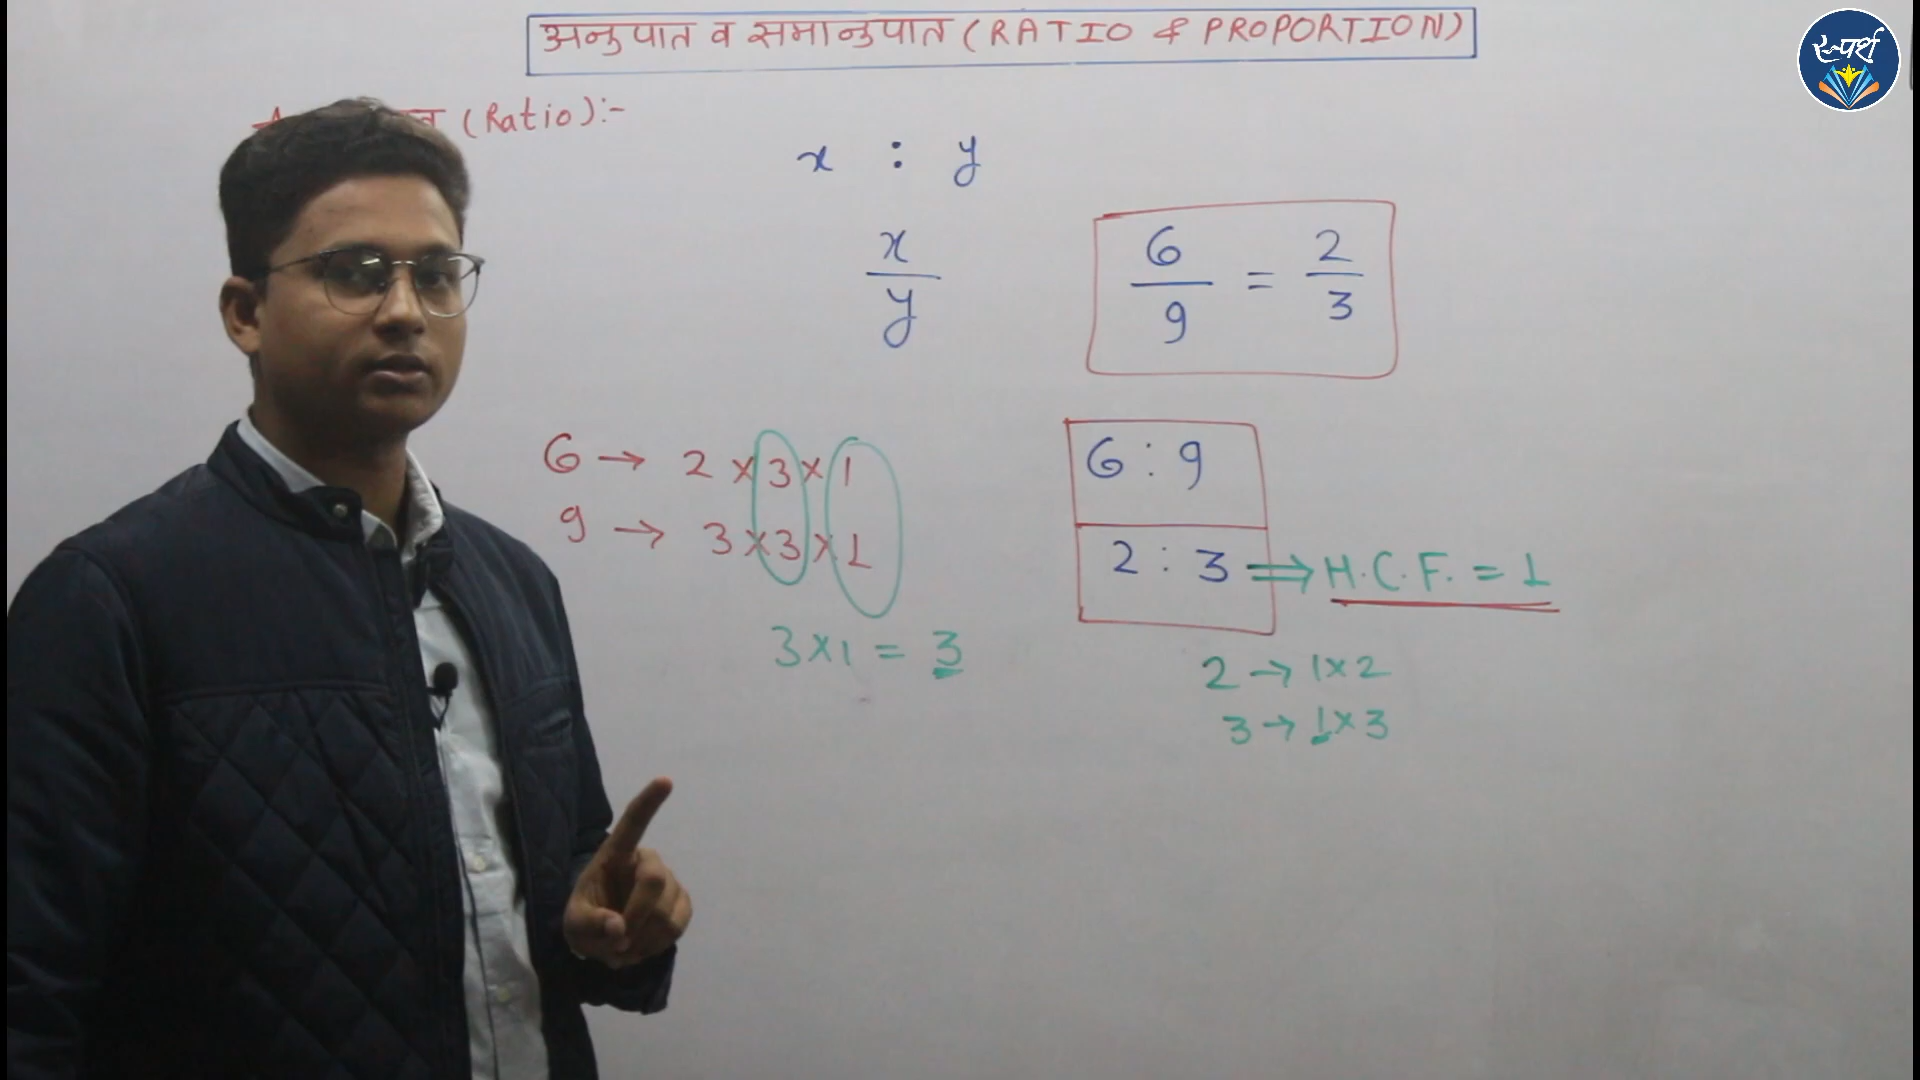 अनुपात व समानुपात (RATIO & PROPORTION)
स्पर्श
(Ratio):-
x : y
x
y
6
9
=
2
3
6 → 2 × 3 × 1
9 → 3 × 3 × 1
3 × 1 = 3
6 : 9
2 : 3 ⇒ H.C.F. = 1
2 → 1 × 2
3 → 1 × 3